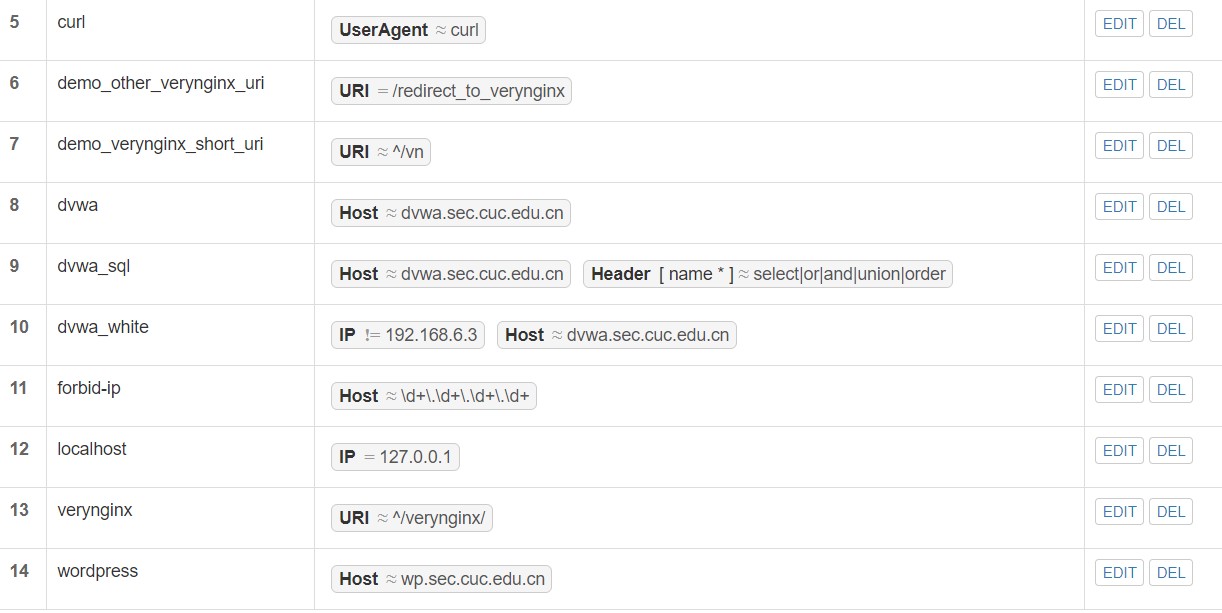 5 curl UserAgent ≈ curl EDIT DEL
6 demo_other_verynginx_uri URI = /redirect_to_verynginx EDIT DEL
7 demo_verynginx_short_uri URI ≈ ^/vn EDIT DEL
8 dvwa Host ≈ dvwa.sec.cuc.edu.cn EDIT DEL
9 dvwa_sql Host ≈ dvwa.sec.cuc.edu.cn Header [ name * ] ≈ select|or|and|union|order EDIT DEL
10 dvwa_white IP != 192.168.6.3 Host ≈ dvwa.sec.cuc.edu.cn EDIT DEL
11 forbid-ip Host ≈ \d+\.\d+\.\d+\.\d+ EDIT DEL
12 localhost IP = 127.0.0.1 EDIT DEL
13 verynginx URI ≈ ^/verynginx/ EDIT DEL
14 wordpress Host ≈ wp.sec.cuc.edu.cn EDIT DEL